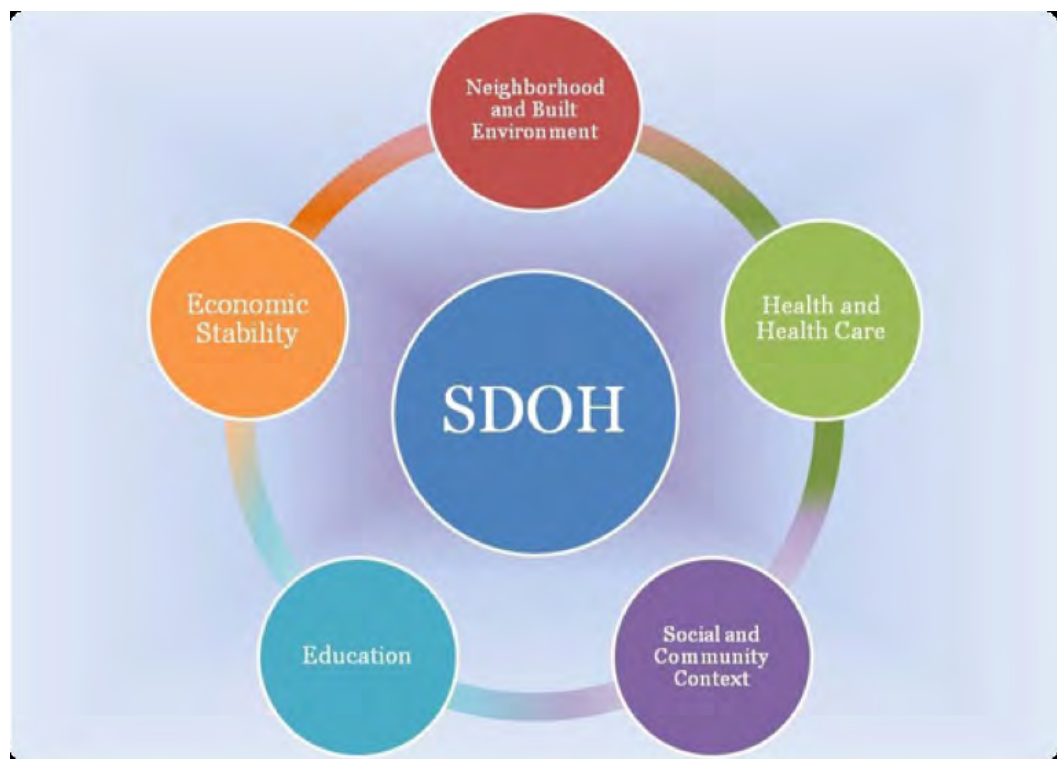 Neighborhood
and Built
Environment
Economic
Stability
Health and
Health Care
SDOH
Education
Social and
Community
Context